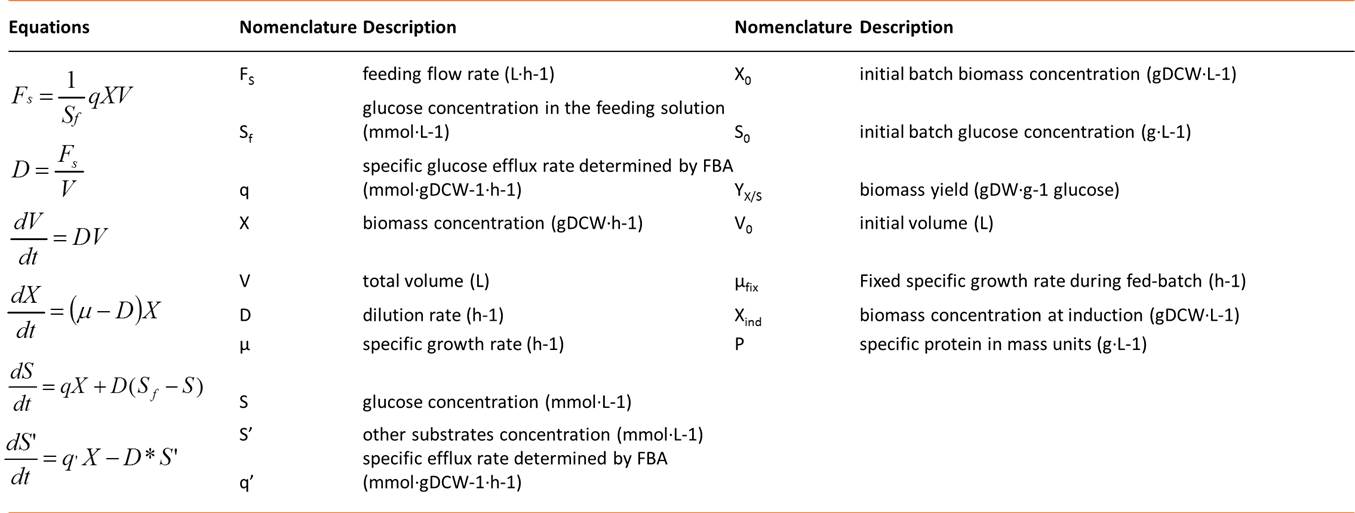 Equations Nomenclature Description Nomenclature Description
F_s = \frac{1}{S_f} qXV
D = \frac{F_s}{V}
\frac{dV}{dt} = DV
\frac{dX}{dt} = (μ − D)X
\frac{dS}{dt} = qX + D(S_f − S)
\frac{dS'}{dt} = q' X − D * S'
F_S feeding flow rate (L·h-1) X_0 initial batch biomass concentration (gDCW·L-1)
glucose concentration in the feeding solution
S_f (mmol·L-1) S_0 initial batch glucose concentration (g·L-1)
specific glucose efflux rate determined by FBA
q (mmol·gDCW-1·h-1) Y_{X/S} biomass yield (gDW·g-1 glucose)
X biomass concentration (gDCW·h-1) V_0 initial volume (L)
V total volume (L) μ_{fix} Fixed specific growth rate during fed-batch (h-1)
D dilution rate (h-1) X_{ind} biomass concentration at induction (gDCW·L-1)
μ specific growth rate (h-1) P specific protein in mass units (g·L-1)
S glucose concentration (mmol·L-1)
S’ other substrates concentration (mmol·L-1)
specific efflux rate determined by FBA
q’ (mmol·gDCW-1·h-1)